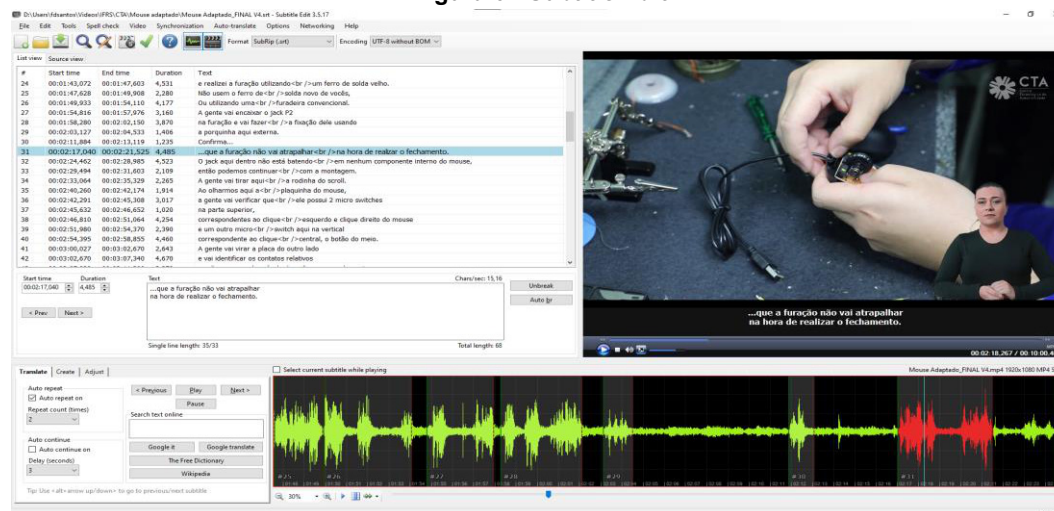 D:\Users\fdsantos\Videos\IFRS\CTA\Mouse adaptado\Mouse Adaptado_FINAL V4.srt - Subtitle Edit 3.5.17
File Edit Tools Spell check Video Synchronization Auto-translate Options Networking Help
Format SubRip (.srt) Encoding UTF-8 without BOM
List view Source view
# Start time End time Duration Text
24 00:01:43,072 00:01:47,603 4,531 e realizei a furação utilizando<br />um ferro de solda velho.
25 00:01:47,628 00:01:49,908 2,280 Não usem o ferro de<br />solda novo de vocês,
26 00:01:49,933 00:01:54,110 4,177 Ou utilizando uma<br />furadeira convencional.
27 00:01:54,816 00:01:57,976 3,160 A gente vai encaixar o jack P2
28 00:01:58,280 00:02:02,150 3,870 na furação e vai fazer<br />a fixação dele usando
29 00:02:03,127 00:02:04,533 1,406 a porquinha aqui externa.
30 00:02:11,884 00:02:13,119 1,235 Confirma...
31 00:02:17,040 00:02:21,525 4,485 ...que a furação não vai atrapalhar<br />na hora de realizar o fechamento.
32 00:02:24,462 00:02:28,985 4,523 O jack aqui dentro não está batendo<br />em nenhum componente interno do mouse,
33 00:02:29,494 00:02:31,603 2,109 então podemos continuar<br />com a montagem.
34 00:02:33,064 00:02:35,329 2,265 A gente vai tirar aqui<br />a rodinha do scroll.
35 00:02:40,260 00:02:42,174 1,914 Ao olharmos aqui a<br />plaquinha do mouse,
36 00:02:42,291 00:02:45,308 3,017 a gente vai verificar que<br />ele possui 2 micro switches
37 00:02:45,632 00:02:46,652 1,020 na parte superior,
38 00:02:46,810 00:02:51,064 4,254 correspondentes ao clique<br />esquerdo e clique direito do mouse
39 00:02:51,980 00:02:54,370 2,390 e um outro micro<br />switch aqui na vertical
40 00:02:54,395 00:02:58,855 4,460 correspondente ao clique<br />central, o botão do meio.
41 00:03:00,027 00:03:02,670 2,643 A gente vai virar a placa do outro lado
42 00:03:02,670 00:03:07,340 4,670 e vai identificar os contatos relativos
Start time Duration Text Chars/sec: 15,16
00:02:17,040 4,485
...que a furação não vai atrapalhar
na hora de realizar o fechamento.
Unbreak
Auto br
< Prev Next >
Single line length: 35/33 Total length: 68
CTA
...que a furação não vai atrapalhar
na hora de realizar o fechamento.
Translate Create Adjust
Select current subtitle while playing
Mouse Adaptado_FINAL V4.mp4 1920x1080 MP4
Auto repeat
Auto repeat on
Repeat count (times)
2
Auto continue
Auto continue on
Delay (seconds)
3
< Previous Play Next >
Pause
Search text online
Google it Google translate
The Free Dictionary
Wikipedia
Tip: Use <alt+arrow up/down> to go to previous/next subtitle
#25 #26 #27 #28 #29 #30 #31
30%